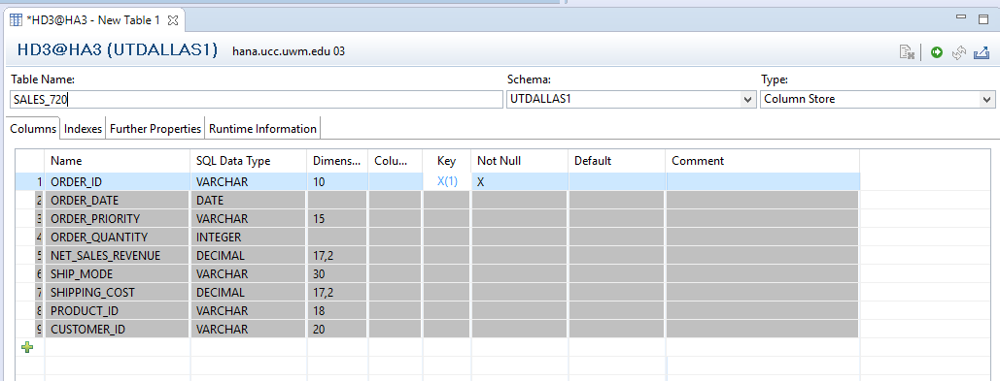 *HD3@HA3 - New Table 1
HD3@HA3 (UTDALLAS1) hana.ucc.uwm.edu 03
Table Name: Schema: Type:
SALES_720 UTDALLAS1 Column Store
Columns Indexes Further Properties Runtime Information
Name SQL Data Type Dimens... Colu... Key Not Null Default Comment
1 ORDER_ID VARCHAR 10 X(1) X
2 ORDER_DATE DATE
3 ORDER_PRIORITY VARCHAR 15
4 ORDER_QUANTITY INTEGER
5 NET_SALES_REVENUE DECIMAL 17,2
6 SHIP_MODE VARCHAR 30
7 SHIPPING_COST DECIMAL 17,2
8 PRODUCT_ID VARCHAR 18
9 CUSTOMER_ID VARCHAR 20